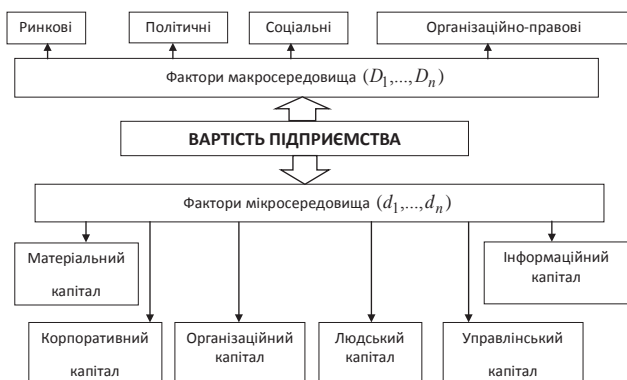 Ринкові
Політичні
Соціальні
Організаційно-правові
Фактори макросередовища (D₁,...,Dₙ)
ВАРТІСТЬ ПІДПРИЄМСТВА
Фактори мікросередовища (d₁,...,dₙ)
Матеріальний
капітал
Інформаційний
капітал
Корпоративний
капітал
Організаційний
капітал
Людський
капітал
Управлінський
капітал